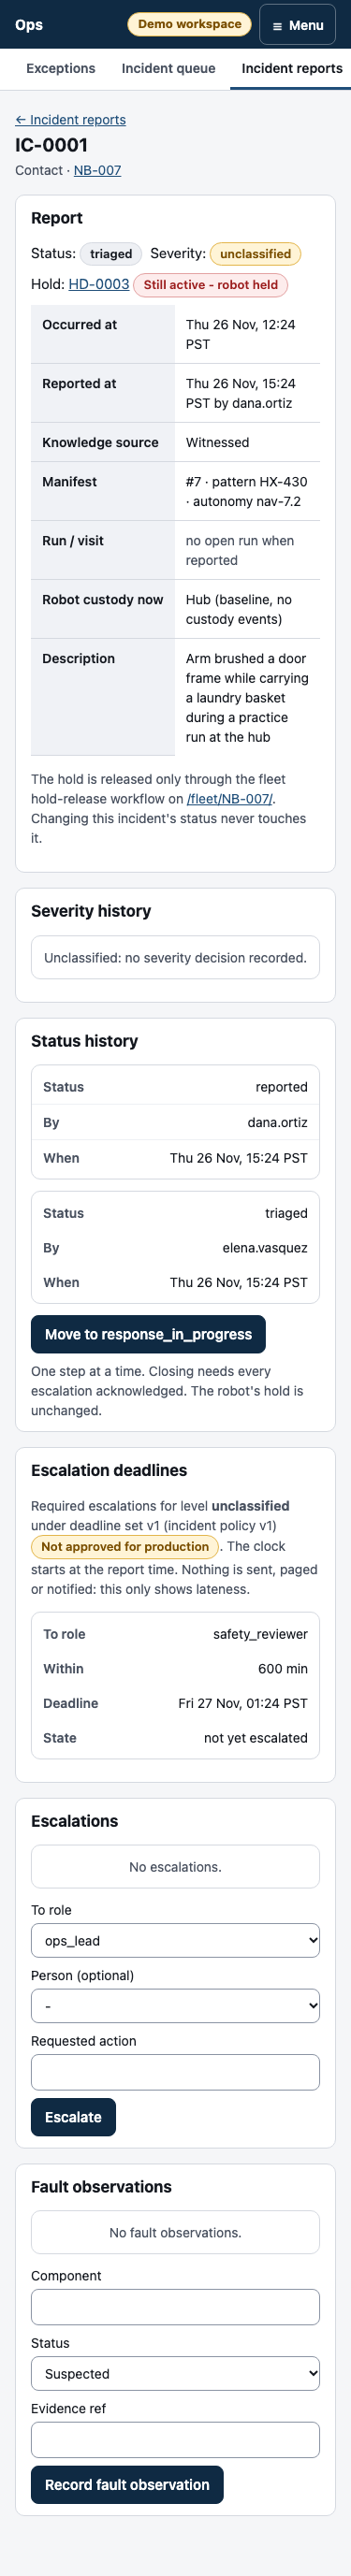 Ops
Demo workspace
≡ Menu
Exceptions
Incident queue
Incident reports
← Incident reports
IC-0001
Contact · NB-007
Report
Status: triaged Severity: unclassified
Hold: HD-0003 Still active - robot held
Occurred at
Thu 26 Nov, 12:24
PST
Reported at
Thu 26 Nov, 15:24
PST by dana.ortiz
Knowledge source
Witnessed
Manifest
#7 · pattern HX-430
· autonomy nav-7.2
Run / visit
no open run when
reported
Robot custody now
Hub (baseline, no
custody events)
Description
Arm brushed a door
frame while carrying
a laundry basket
during a practice
run at the hub
The hold is released only through the fleet
hold-release workflow on /fleet/NB-007/.
Changing this incident's status never touches
it.
Severity history
Unclassified: no severity decision recorded.
Status history
Status
reported
By
dana.ortiz
When
Thu 26 Nov, 15:24 PST
Status
triaged
By
elena.vasquez
When
Thu 26 Nov, 15:24 PST
Move to response_in_progress
One step at a time. Closing needs every
escalation acknowledged. The robot's hold is
unchanged.
Escalation deadlines
Required escalations for level unclassified
under deadline set v1 (incident policy v1)
Not approved for production. The clock
starts at the report time. Nothing is sent, paged
or notified: this only shows lateness.
To role
safety_reviewer
Within
600 min
Deadline
Fri 27 Nov, 01:24 PST
State
not yet escalated
Escalations
No escalations.
To role
ops_lead
Person (optional)
-
Requested action
Escalate
Fault observations
No fault observations.
Component
Status
Suspected
Evidence ref
Record fault observation